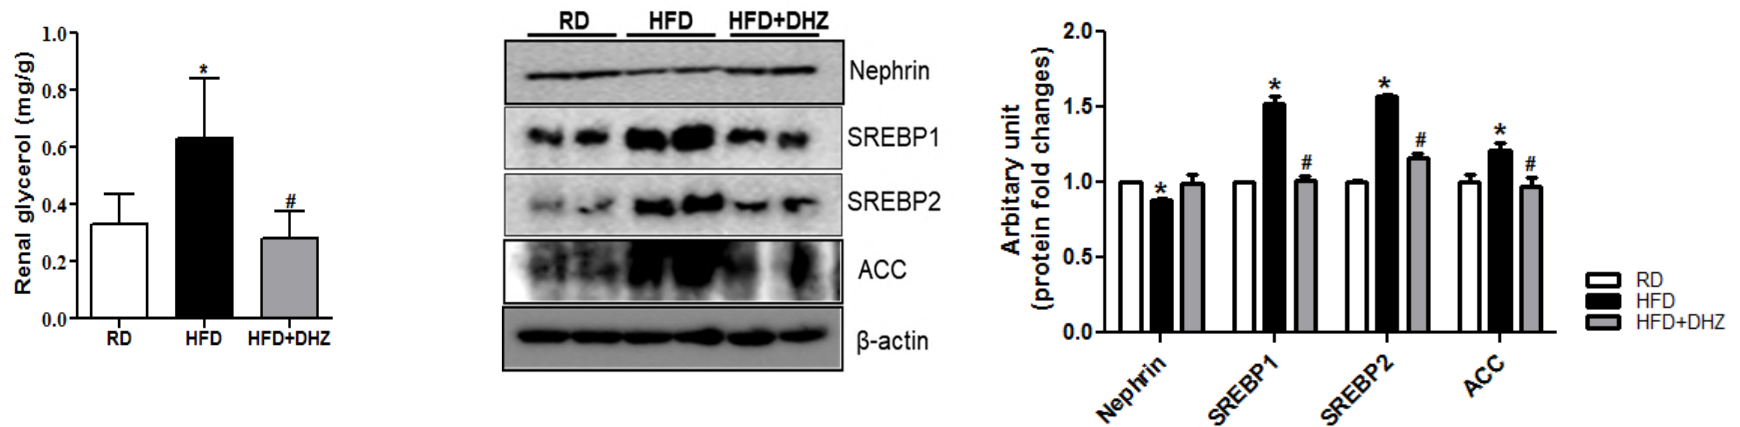 Renal glycerol (mg/g)
1.0
0.8
0.6
0.4
0.2
0.0
*
#
RD HFD HFD+DHZ
RD HFD HFD+DHZ
Nephrin
SREBP1
SREBP2
ACC
β-actin
Arbitary unit
(protein fold changes)
2.0
1.5
1.0
0.5
0.0
*
*
#
*
#
*
#
Nephrin
SREBP1
SREBP2
ACC
RD
HFD
HFD+DHZ